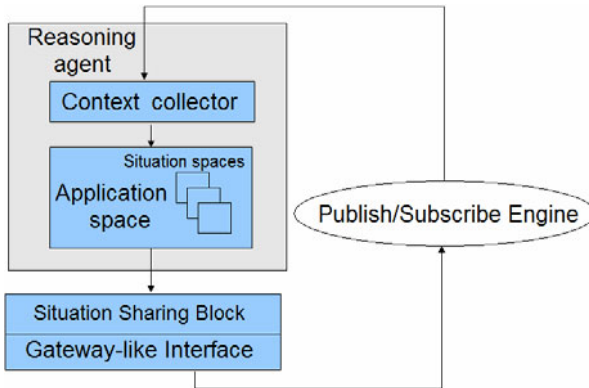 Reasoning
agent
Context collector
Situation spaces
Application
space
Publish/Subscribe Engine
Situation Sharing Block
Gateway-like Interface